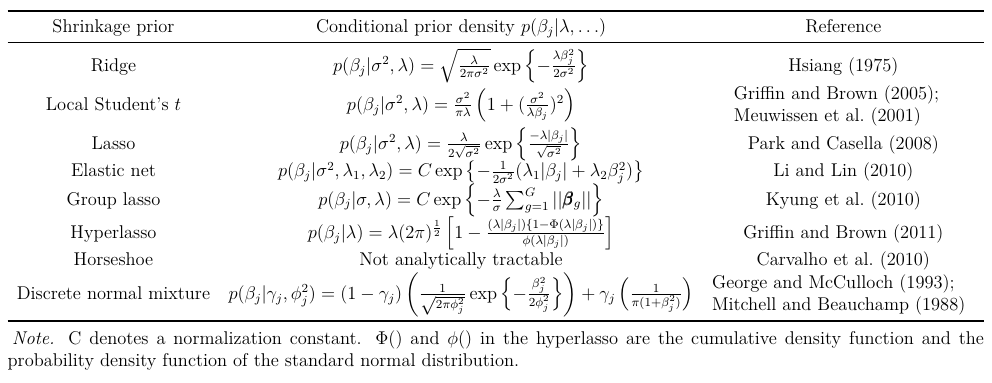 Shrinkage prior Conditional prior density $p(\beta_j|\lambda, \ldots)$ Reference
Ridge $p(\beta_j|\sigma^2, \lambda) = \sqrt{\frac{\lambda}{2\pi\sigma^2}} \exp\left\{-\frac{\lambda\beta_j^2}{2\sigma^2}\right\}$ Hsiang (1975)
Local Student's $t$ $p(\beta_j|\sigma^2, \lambda) = \frac{\sigma^2}{\pi\lambda}\left(1 + (\frac{\sigma^2}{\lambda\beta_j})^2\right)$ Griffin and Brown (2005);
Meuwissen et al. (2001)
Lasso $p(\beta_j|\sigma^2, \lambda) = \frac{\lambda}{2\sqrt{\sigma^2}} \exp\left\{\frac{-\lambda|\beta_j|}{\sqrt{\sigma^2}}\right\}$ Park and Casella (2008)
Elastic net $p(\beta_j|\sigma^2, \lambda_1, \lambda_2) = C \exp\left\{-\frac{1}{2\sigma^2}(\lambda_1|\beta_j| + \lambda_2\beta_j^2)\right\}$ Li and Lin (2010)
Group lasso $p(\beta_j|\sigma, \lambda) = C \exp\left\{-\frac{\lambda}{\sigma}\sum_{g=1}^{G}||\boldsymbol{\beta}_g||\right\}$ Kyung et al. (2010)
Hyperlasso $p(\beta_j|\lambda) = \lambda(2\pi)^{\frac{1}{2}}\left[1 - \frac{(\lambda|\beta_j|)\{1-\Phi(\lambda|\beta_j|)\}}{\phi(\lambda|\beta_j|)}\right]$ Griffin and Brown (2011)
Horseshoe Not analytically tractable Carvalho et al. (2010)
Discrete normal mixture $p(\beta_j|\gamma_j, \phi_j^2) = (1 - \gamma_j)\left(\frac{1}{\sqrt{2\pi\phi_j^2}} \exp\left\{-\frac{\beta_j^2}{2\phi_j^2}\right\}\right) + \gamma_j\left(\frac{1}{\pi(1+\beta_j^2)}\right)$ George and McCulloch (1993);
Mitchell and Beauchamp (1988)
Note. C denotes a normalization constant. $\Phi()$ and $\phi()$ in the hyperlasso are the cumulative density function and the
probability density function of the standard normal distribution.